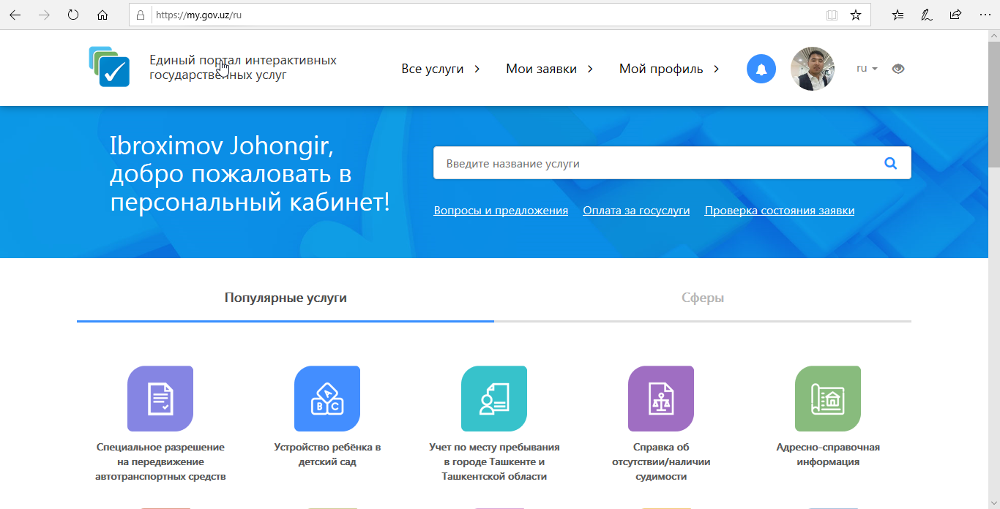 https://my.gov.uz/ru
Единый портал интерактивных
государственных услуг
Все услуги
Мои заявки
Мой профиль
ru
Ibroximov Johongir,
добро пожаловать в
персональный кабинет!
Введите название услуги
Вопросы и предложения
Оплата за госуслуги
Проверка состояния заявки
Популярные услуги
Сферы
A
B C
Специальное разрешение
на передвижение
автотранспортных средств
Устройство ребёнка в
детский сад
Учет по месту пребывания
в городе Ташкенте и
Ташкентской области
Справка об
отсутствии/наличии
судимости
Адресно-справочная
информация